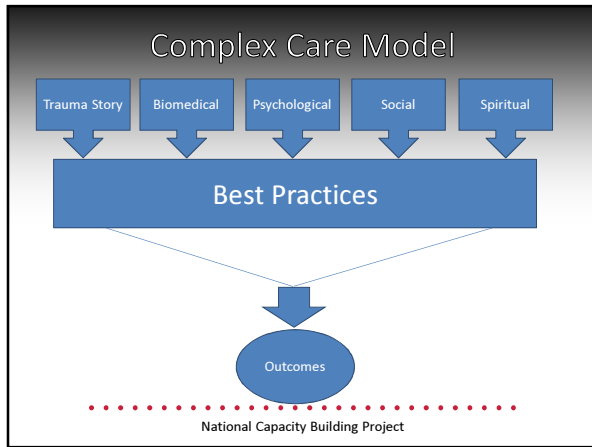 Complex Care Model
Trauma Story
Biomedical
Psychological
Social
Spiritual
Best Practices
Outcomes
National Capacity Building Project